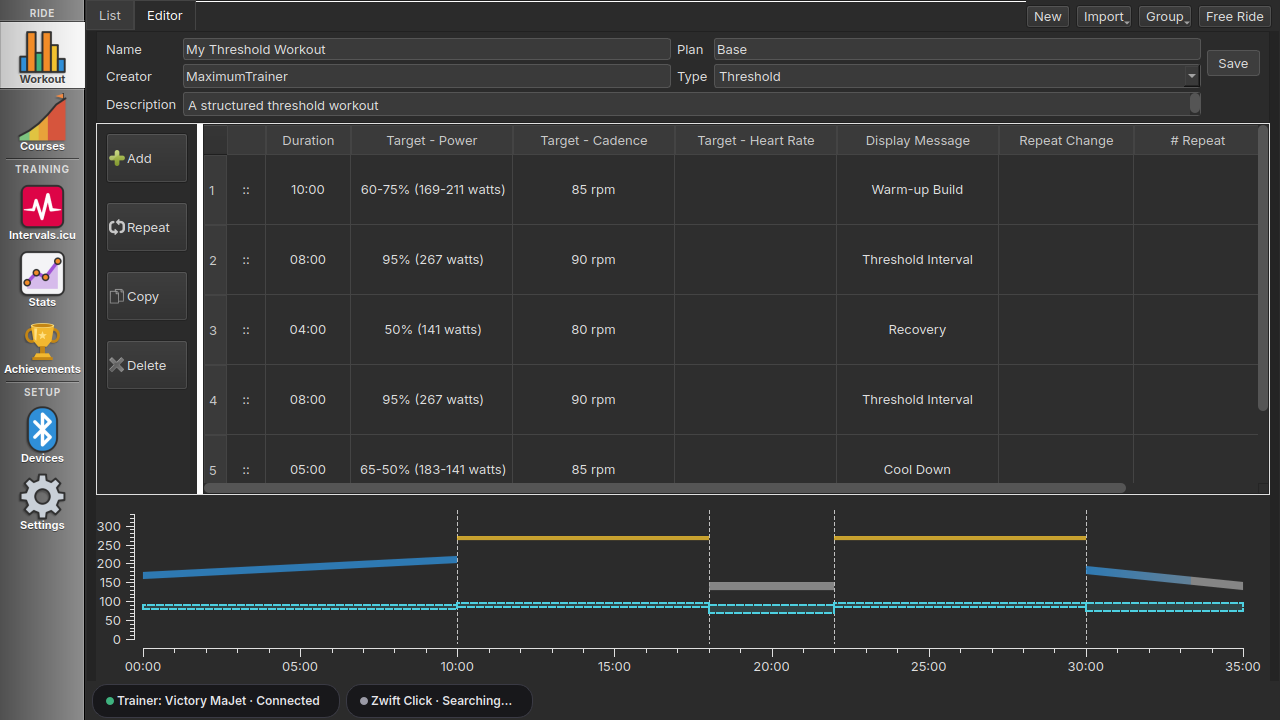 RIDE
Workout
Courses
TRAINING
Intervals.icu
Stats
Achievements
SETUP
Devices
Settings
List Editor New Import Group Free Ride
Name My Threshold Workout Plan Base
Creator MaximumTrainer Type Threshold Save
Description A structured threshold workout
Add
Repeat
Copy
Delete
Duration Target - Power Target - Cadence Target - Heart Rate Display Message Repeat Change # Repeat
1 :: 10:00 60-75% (169-211 watts) 85 rpm Warm-up Build
2 :: 08:00 95% (267 watts) 90 rpm Threshold Interval
3 :: 04:00 50% (141 watts) 80 rpm Recovery
4 :: 08:00 95% (267 watts) 90 rpm Threshold Interval
5 :: 05:00 65-50% (183-141 watts) 85 rpm Cool Down
300
250
200
150
100
50
0
00:00 05:00 10:00 15:00 20:00 25:00 30:00 35:00
Trainer: Victory MaJet · Connected Zwift Click · Searching...